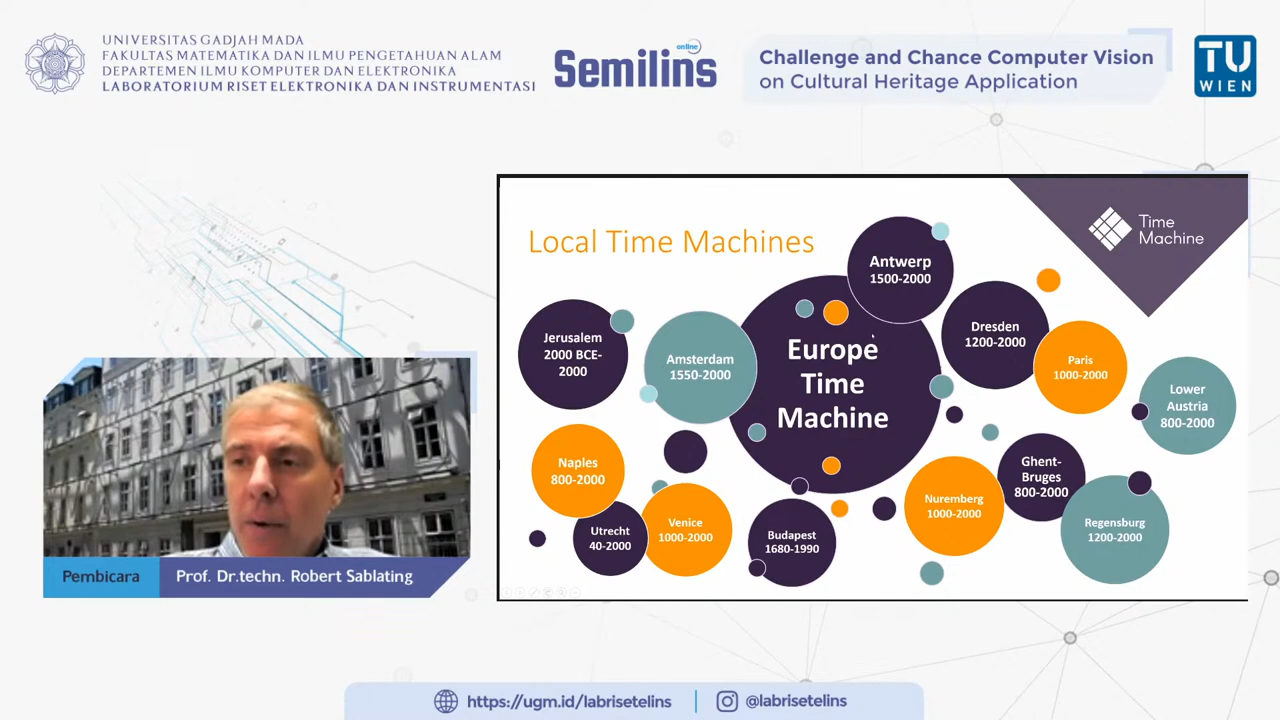 UNIVERSITAS GADJAH MADA
FAKULTAS MATEMATIKA DAN ILMU PENGETAHUAN ALAM
DEPARTEMEN ILMU KOMPUTER DAN ELEKTRONIKA
LABORATORIUM RISET ELEKTRONIKA DAN INSTRUMENTASI
online
Semilins
Challenge and Chance Computer Vision
on Cultural Heritage Application
TU
WIEN
Time
Machine
Local Time Machines
Antwerp
1500-2000
Jerusalem
2000 BCE-
2000
Amsterdam
1550-2000
Europe
Time
Machine
Dresden
1200-2000
Paris
1000-2000
Lower
Austria
800-2000
Naples
800-2000
Utrecht
40-2000
Venice
1000-2000
Budapest
1680-1990
Nuremberg
1000-2000
Ghent-
Bruges
800-2000
Regensburg
1200-2000
Pembicara
Prof. Dr.techn. Robert Sablating
https://ugm.id/labrisetelins
@labrisetelins